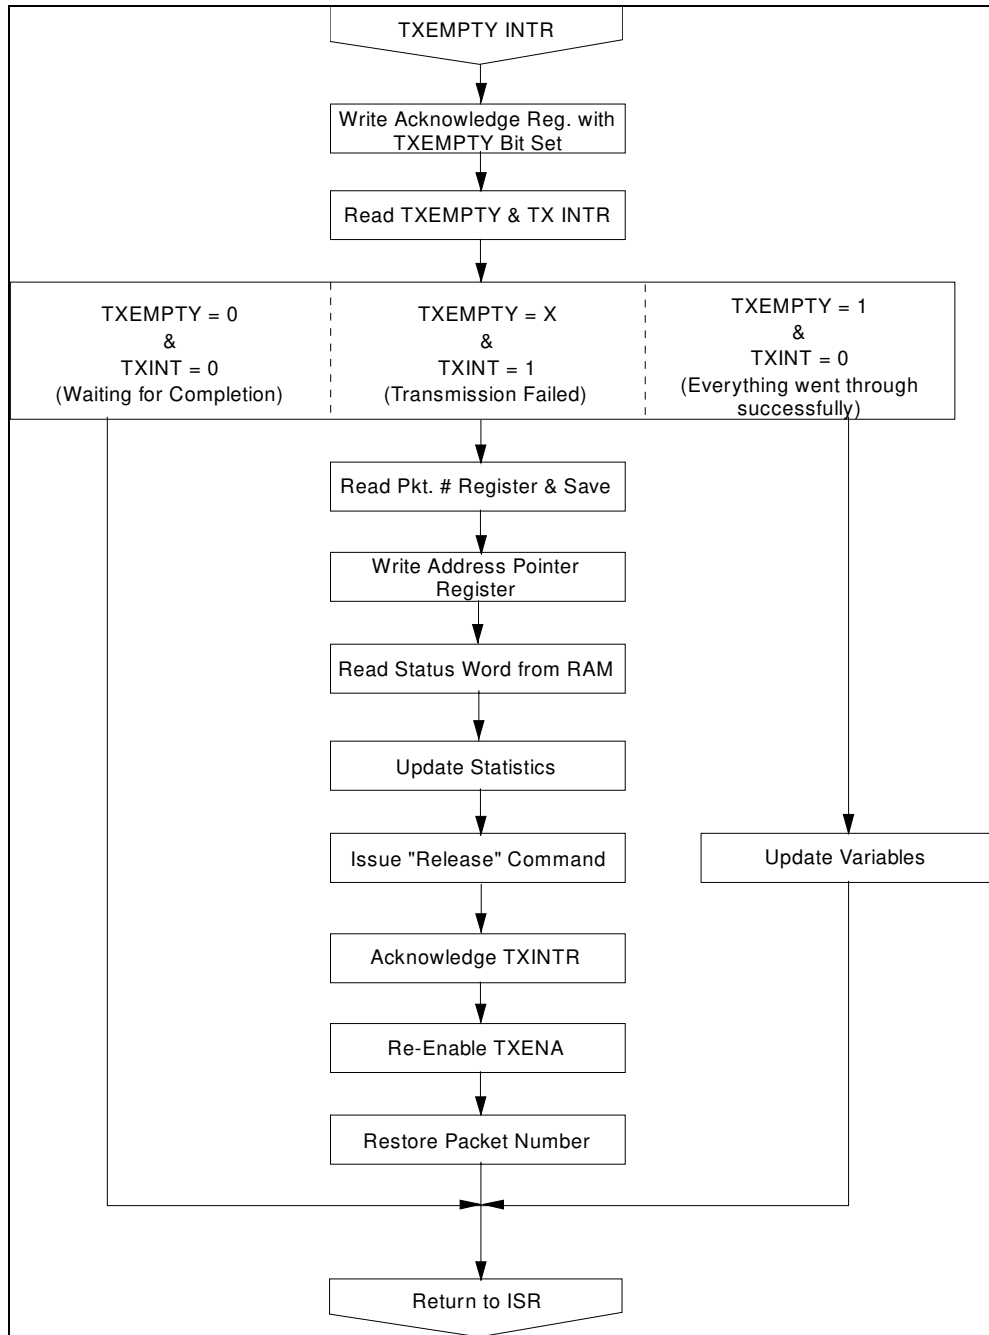 TXEMPTY INTR
Write Acknowledge Reg. with
TXEMPTY Bit Set
Read TXEMPTY & TX INTR
TXEMPTY = 0
&
TXINT = 0
(Waiting for Completion)
TXEMPTY = X
&
TXINT = 1
(Transmission Failed)
TXEMPTY = 1
&
TXINT = 0
(Everything went through
successfully)
Read Pkt. # Register & Save
Write Address Pointer
Register
Read Status Word from RAM
Update Statistics
Issue "Release" Command
Update Variables
Acknowledge TXINTR
Re-Enable TXENA
Restore Packet Number
Return to ISR